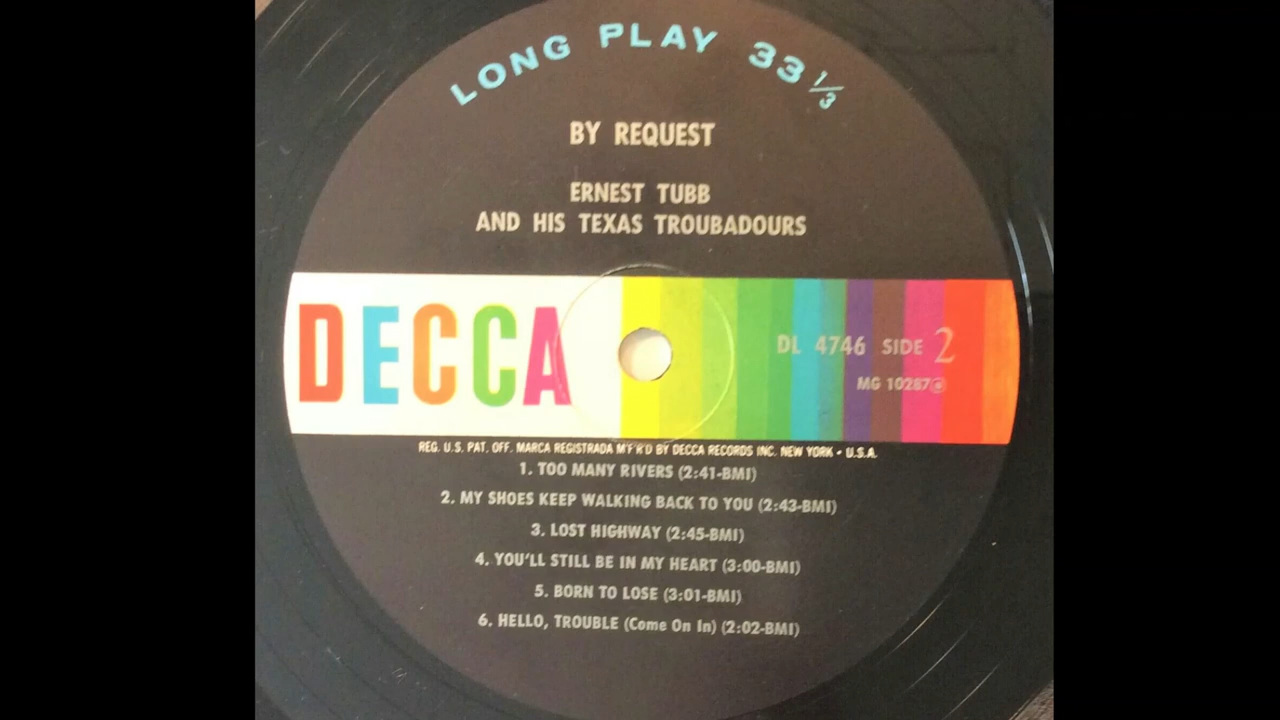 LONG PLAY 33 1/3
BY REQUEST
ERNEST TUBB
AND HIS TEXAS TROUBADOURS
DECCA
DL 4746 SIDE 2
MG 10287
REG. U.S. PAT. OFF. MARCA REGISTRADA M'F'R'D BY DECCA RECORDS INC. NEW YORK • U.S.A.
1. TOO MANY RIVERS (2:41-BMI)
2. MY SHOES KEEP WALKING BACK TO YOU (2:43-BMI)
3. LOST HIGHWAY (2:45-BMI)
4. YOU'LL STILL BE IN MY HEART (3:00-BMI)
5. BORN TO LOSE (3:01-BMI)
6. HELLO, TROUBLE (Come On In) (2:02-BMI)